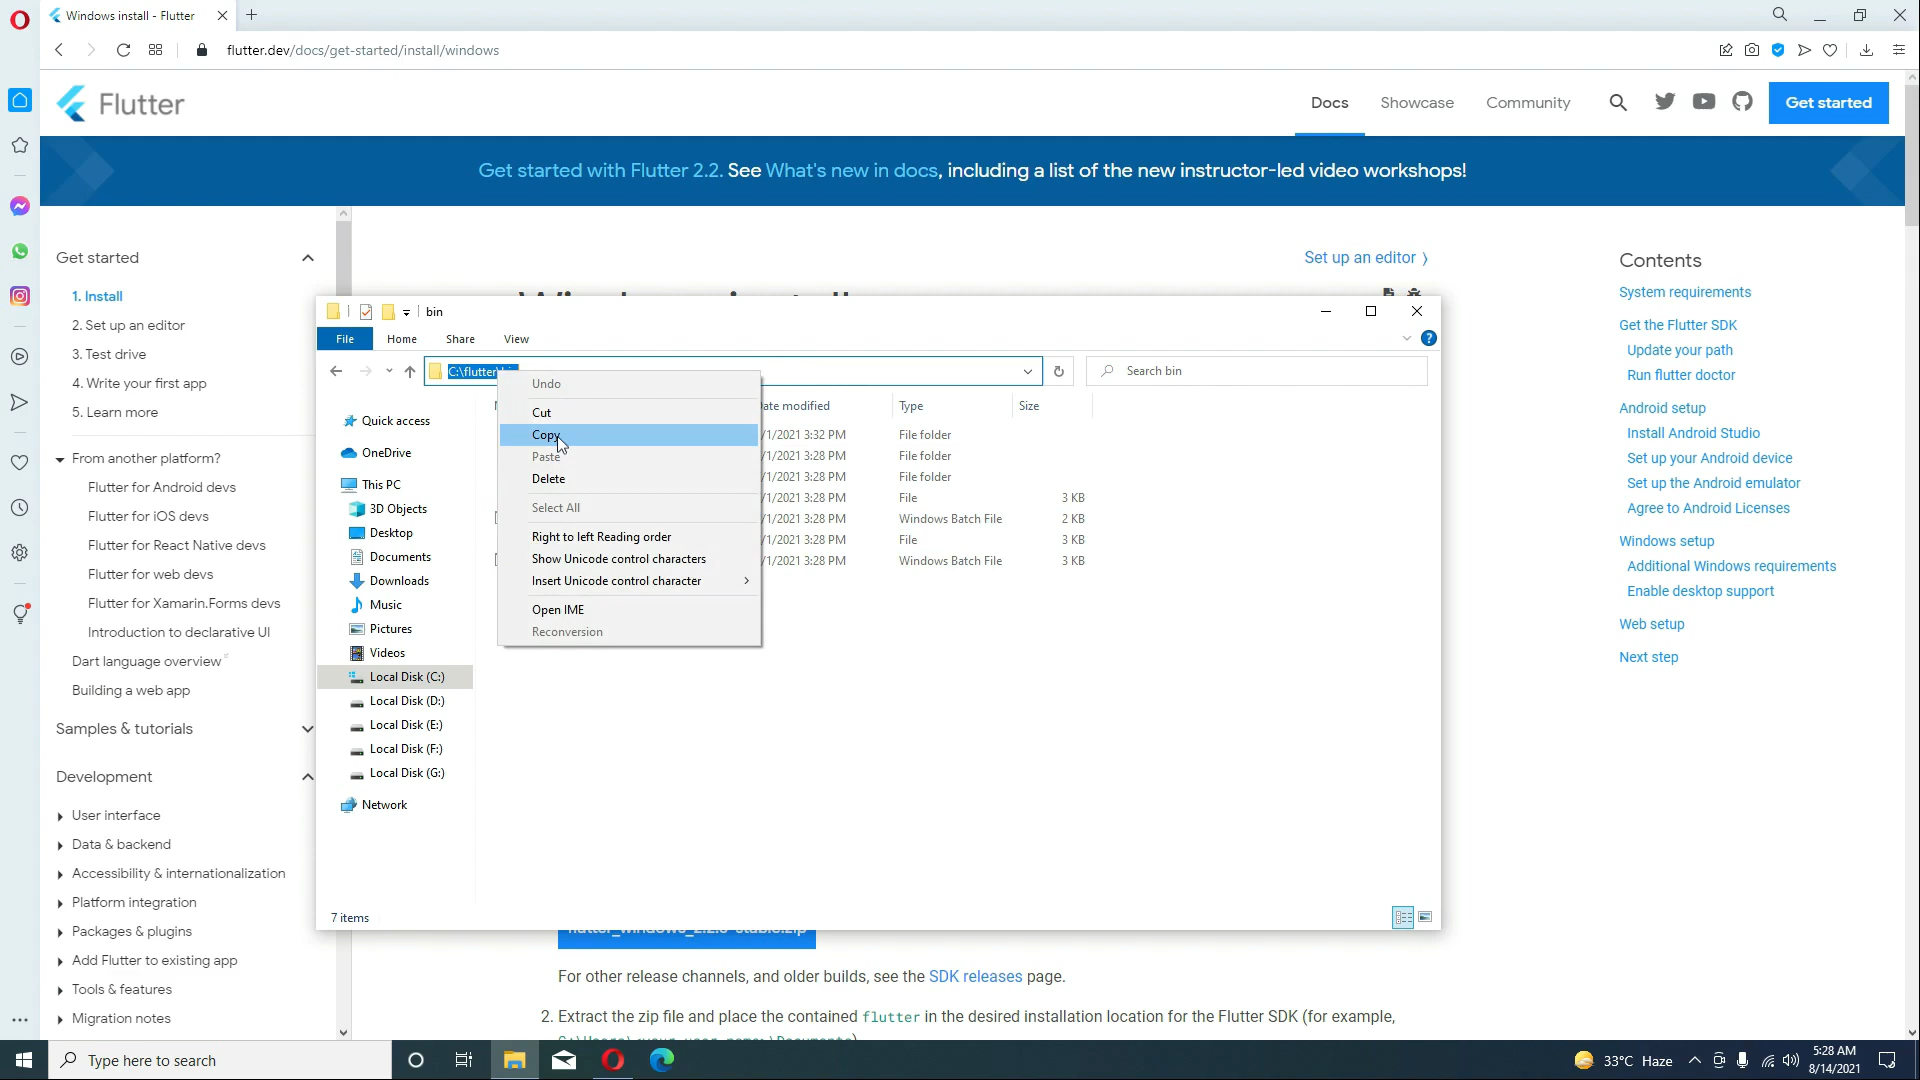 Windows install - Flutter
flutter.dev/docs/get-started/install/windows
Flutter
Docs
Showcase
Community
Get started
Get started with Flutter 2.2. See What's new in docs, including a list of the new instructor-led video workshops!
Get started
1. Install
2. Set up an editor
3. Test drive
4. Write your first app
5. Learn more
From another platform?
Flutter for Android devs
Flutter for iOS devs
Flutter for React Native devs
Flutter for web devs
Flutter for Xamarin.Forms devs
Introduction to declarative UI
Dart language overview
Building a web app
Samples & tutorials
Development
User interface
Data & backend
Accessibility & internationalization
Platform integration
Packages & plugins
Add Flutter to existing app
Tools & features
Migration notes
Set up an editor
Contents
System requirements
Get the Flutter SDK
Update your path
Run flutter doctor
Android setup
Install Android Studio
Set up your Android device
Set up the Android emulator
Agree to Android Licenses
Windows setup
Additional Windows requirements
Enable desktop support
Web setup
Next step
bin
File
Home
Share
View
C:\flutter\
Search bin
Quick access
OneDrive
This PC
3D Objects
Desktop
Documents
Downloads
Music
Pictures
Videos
Local Disk (C:)
Local Disk (D:)
Local Disk (E:)
Local Disk (F:)
Local Disk (G:)
Network
Undo
Cut
Copy
Paste
Delete
Select All
Right to left Reading order
Show Unicode control characters
Insert Unicode control character
Open IME
Reconversion
Date modified Type Size
/1/2021 3:32 PM File folder
/1/2021 3:28 PM File folder
/1/2021 3:28 PM File folder
/1/2021 3:28 PM File 3 KB
/1/2021 3:28 PM Windows Batch File 2 KB
/1/2021 3:28 PM File 3 KB
/1/2021 3:28 PM Windows Batch File 3 KB
7 items
For other release channels, and older builds, see the SDK releases page.
2. Extract the zip file and place the contained flutter in the desired installation location for the Flutter SDK (for example,
Type here to search
33°C Haze
5:28 AM
8/14/2021